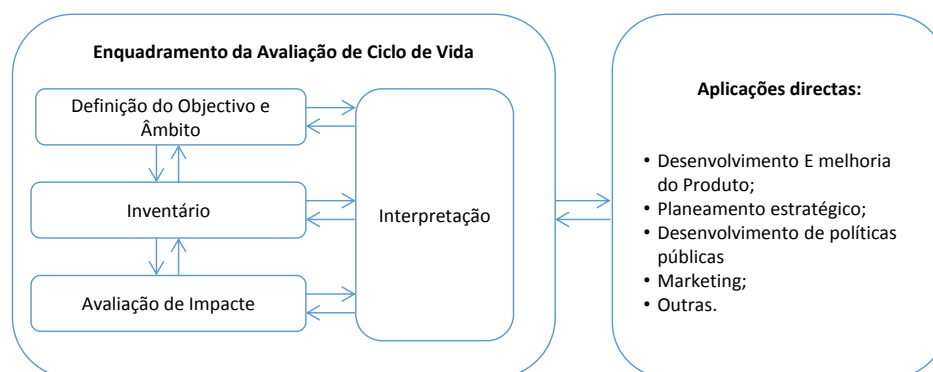 Enquadramento da Avaliação de Ciclo de Vida
Definição do Objectivo e
Âmbito
Inventário
Avaliação de Impacte
Interpretação
Aplicações directas:
• Desenvolvimento E melhoria
do Produto;
• Planeamento estratégico;
• Desenvolvimento de políticas
públicas
• Marketing;
• Outras.